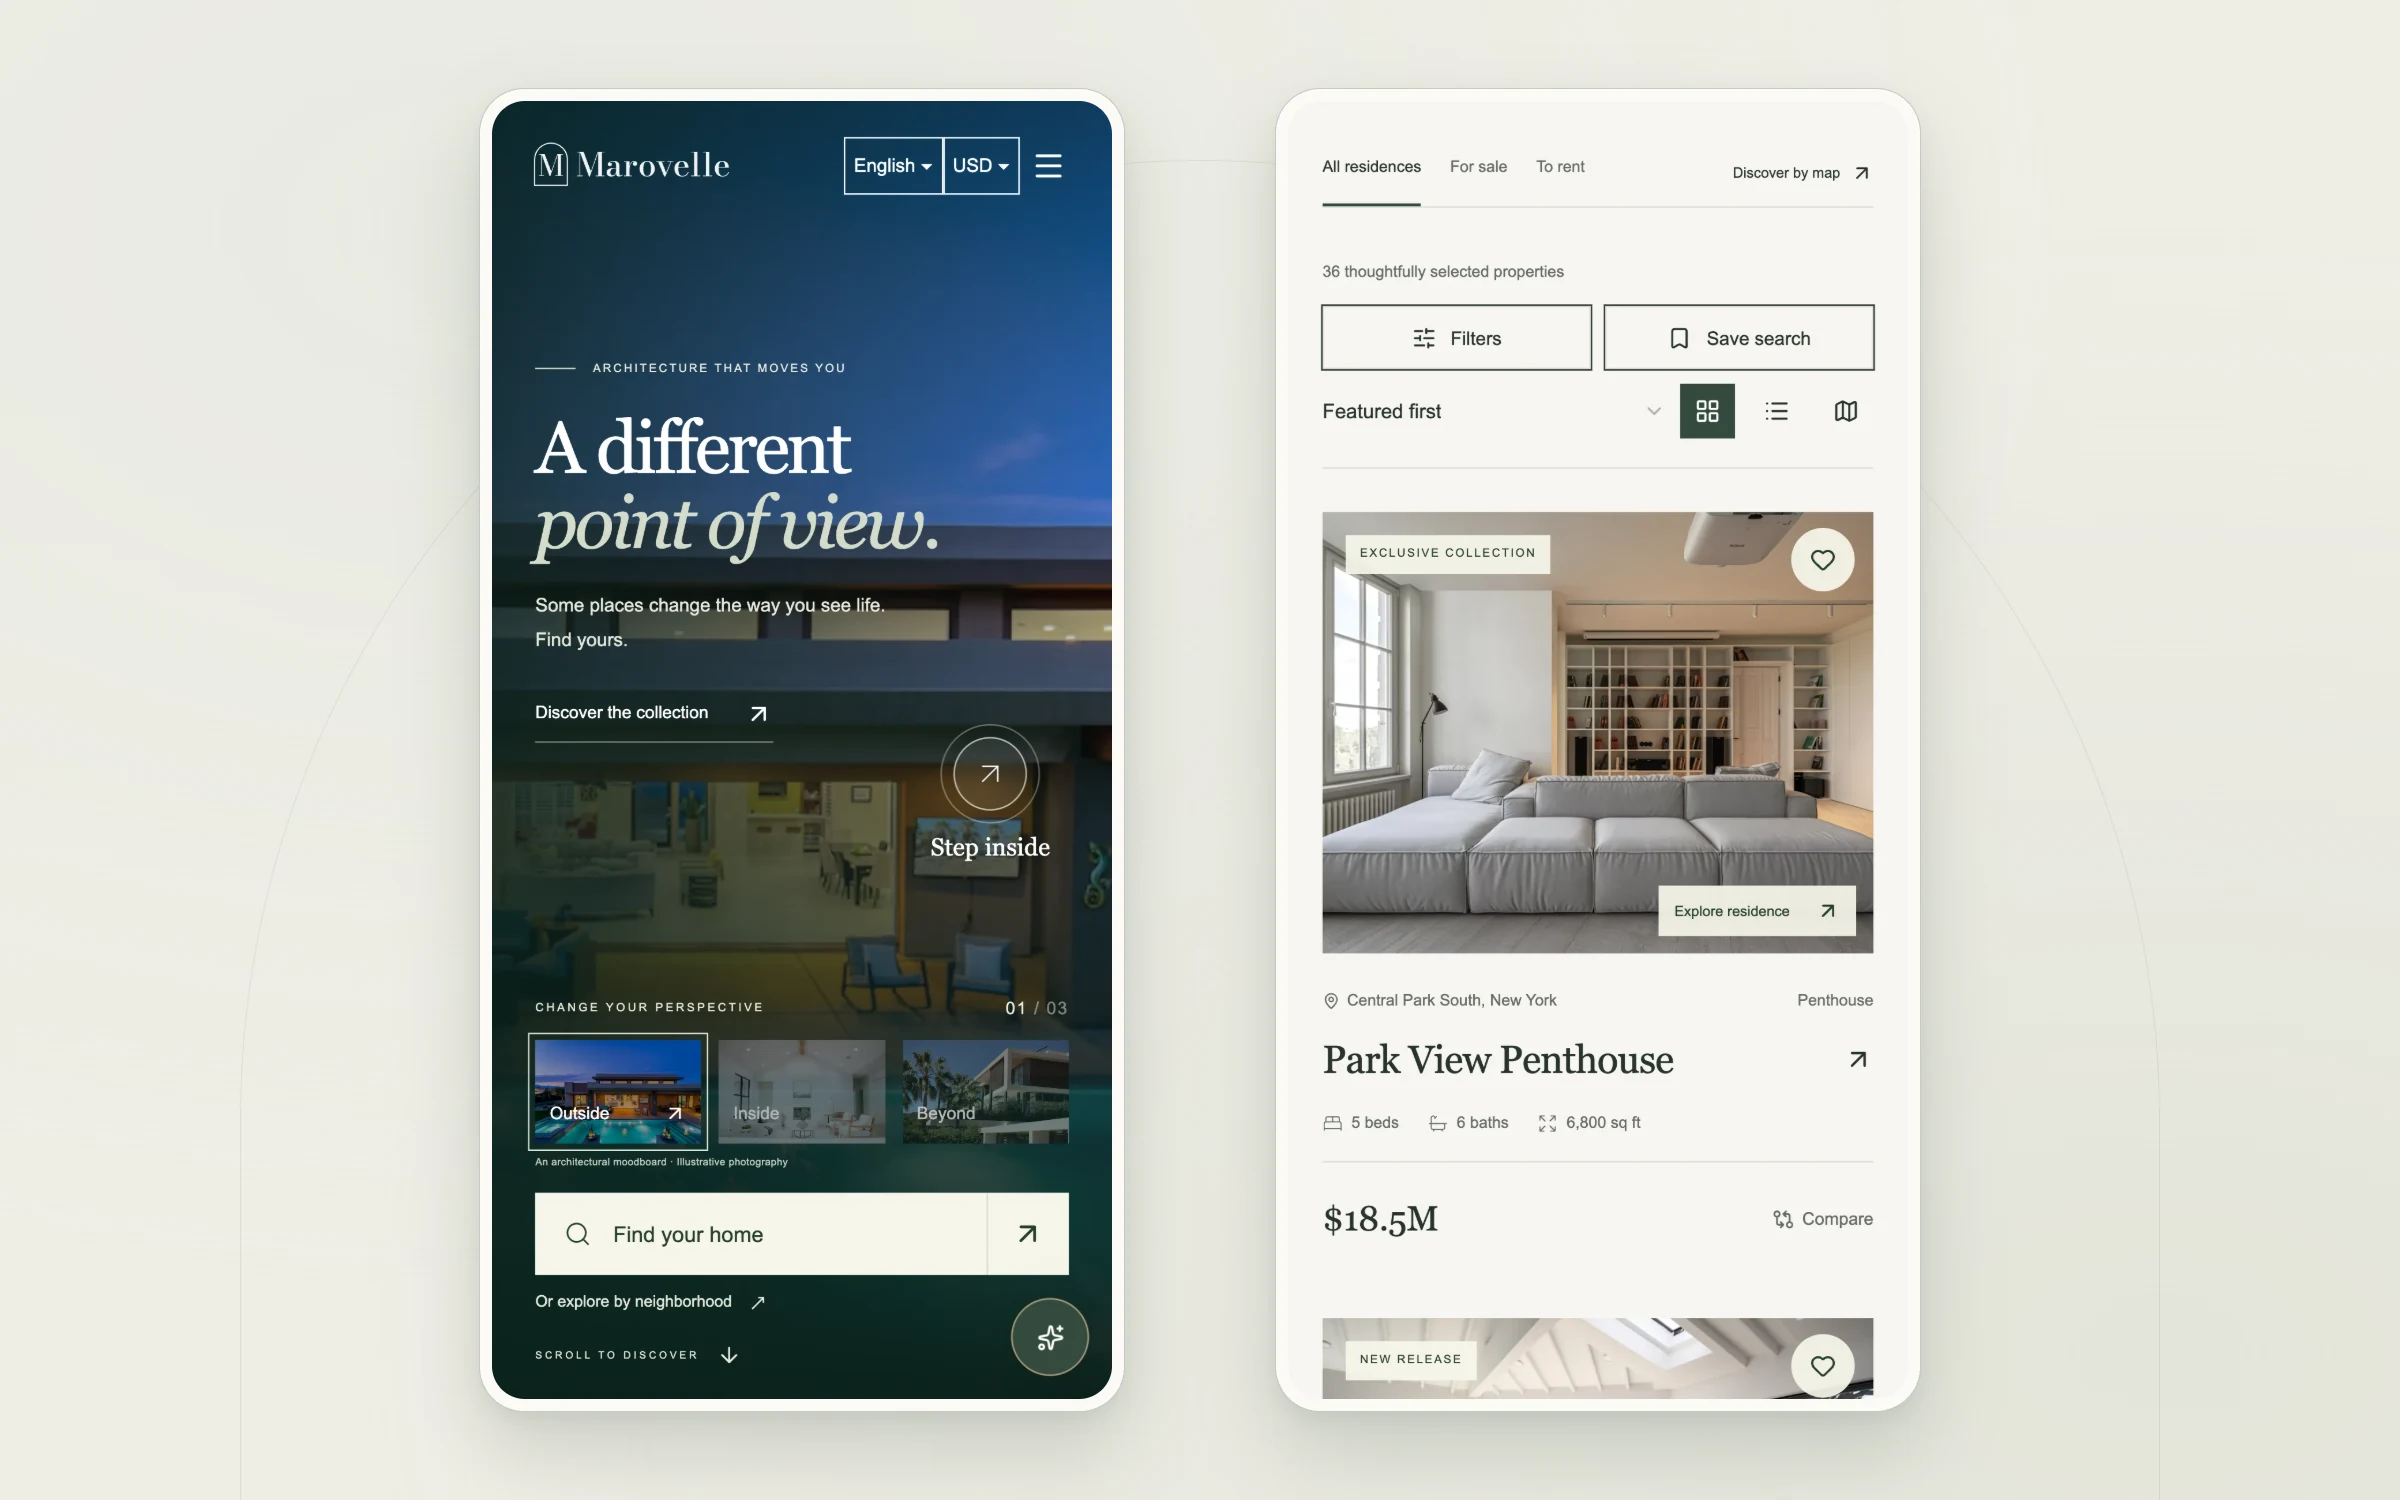 M Marovelle
English
USD
ARCHITECTURE THAT MOVES YOU
A different
point of view.
Some places change the way you see life.
Find yours.
Discover the collection
Step inside
CHANGE YOUR PERSPECTIVE
01 / 03
Outside
Inside
Beyond
An architectural moodboard · Illustrative photography
Find your home
Or explore by neighborhood
SCROLL TO DISCOVER
All residences
For sale
To rent
Discover by map
36 thoughtfully selected properties
Filters
Save search
Featured first
EXCLUSIVE COLLECTION
Explore residence
Central Park South, New York
Penthouse
Park View Penthouse
5 beds
6 baths
6,800 sq ft
$18.5M
Compare
NEW RELEASE